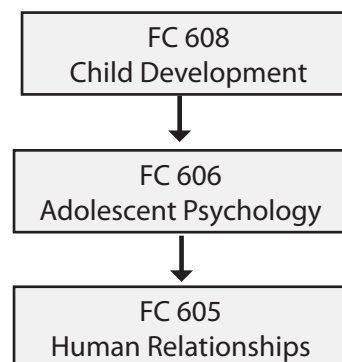 FC 608
Child Development
FC 606
Adolescent Psychology
FC 605
Human Relationships